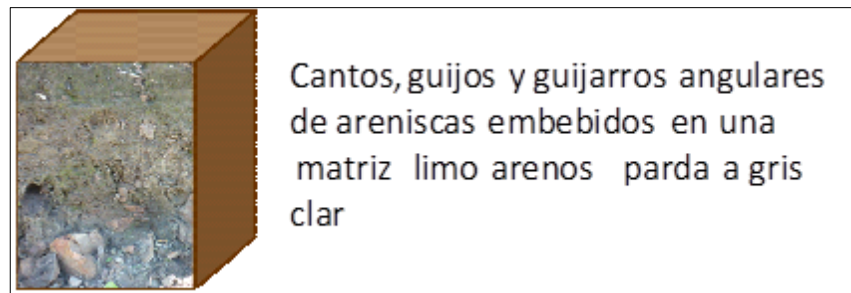 Cantos, guijos y guijarros angulares
de areniscas embebidos en una
matriz limo arenos parda a gris
clar